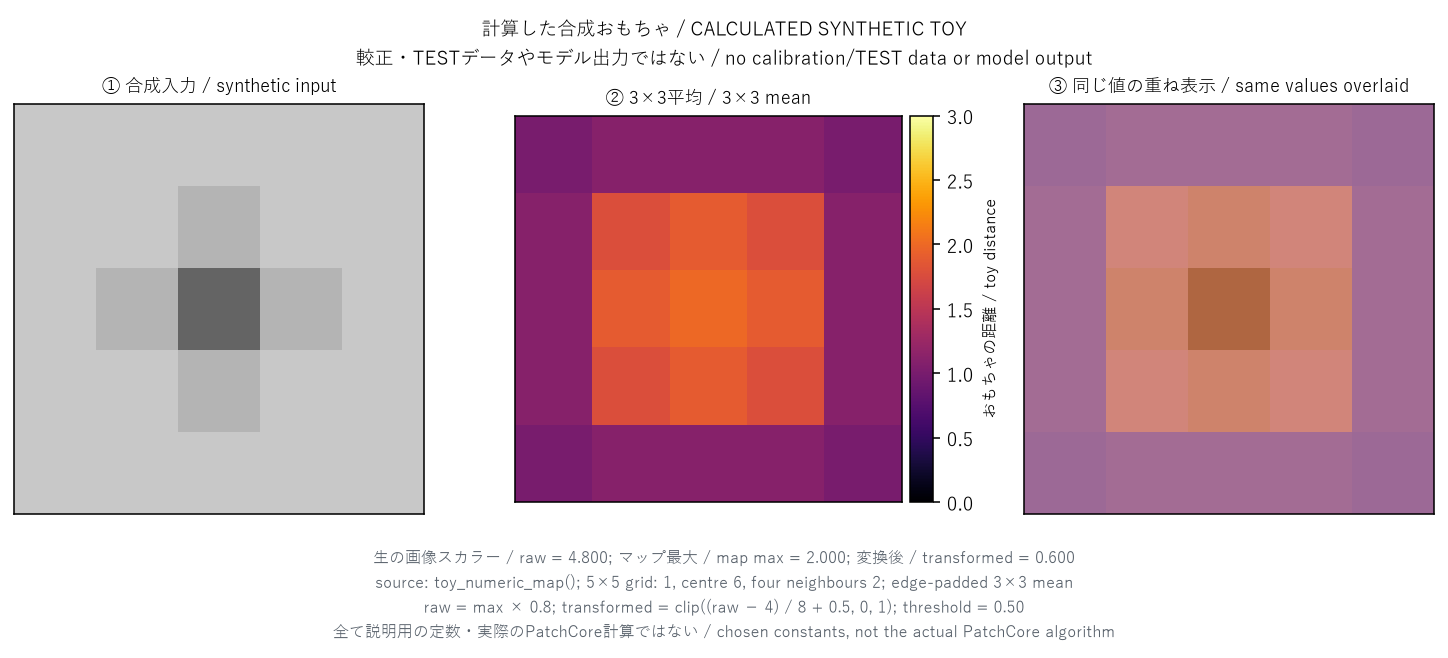 計算した合成おもちゃ / CALCULATED SYNTHETIC TOY
較正・TESTデータやモデル出力ではない / no calibration/TEST data or model output
① 合成入力 / synthetic input
② 3×3平均 / 3×3 mean
③ 同じ値の重ね表示 / same values overlaid
3.0
2.5
2.0
1.5
1.0
0.5
0.0
おもちゃの距離 / toy distance
生の画像スカラー / raw = 4.800; マップ最大 / map max = 2.000; 変換後 / transformed = 0.600
source: toy_numeric_map(); 5×5 grid: 1, centre 6, four neighbours 2; edge-padded 3×3 mean
raw = max × 0.8; transformed = clip((raw − 4) / 8 + 0.5, 0, 1); threshold = 0.50
全て説明用の定数・実際のPatchCore計算ではない / chosen constants, not the actual PatchCore algorithm